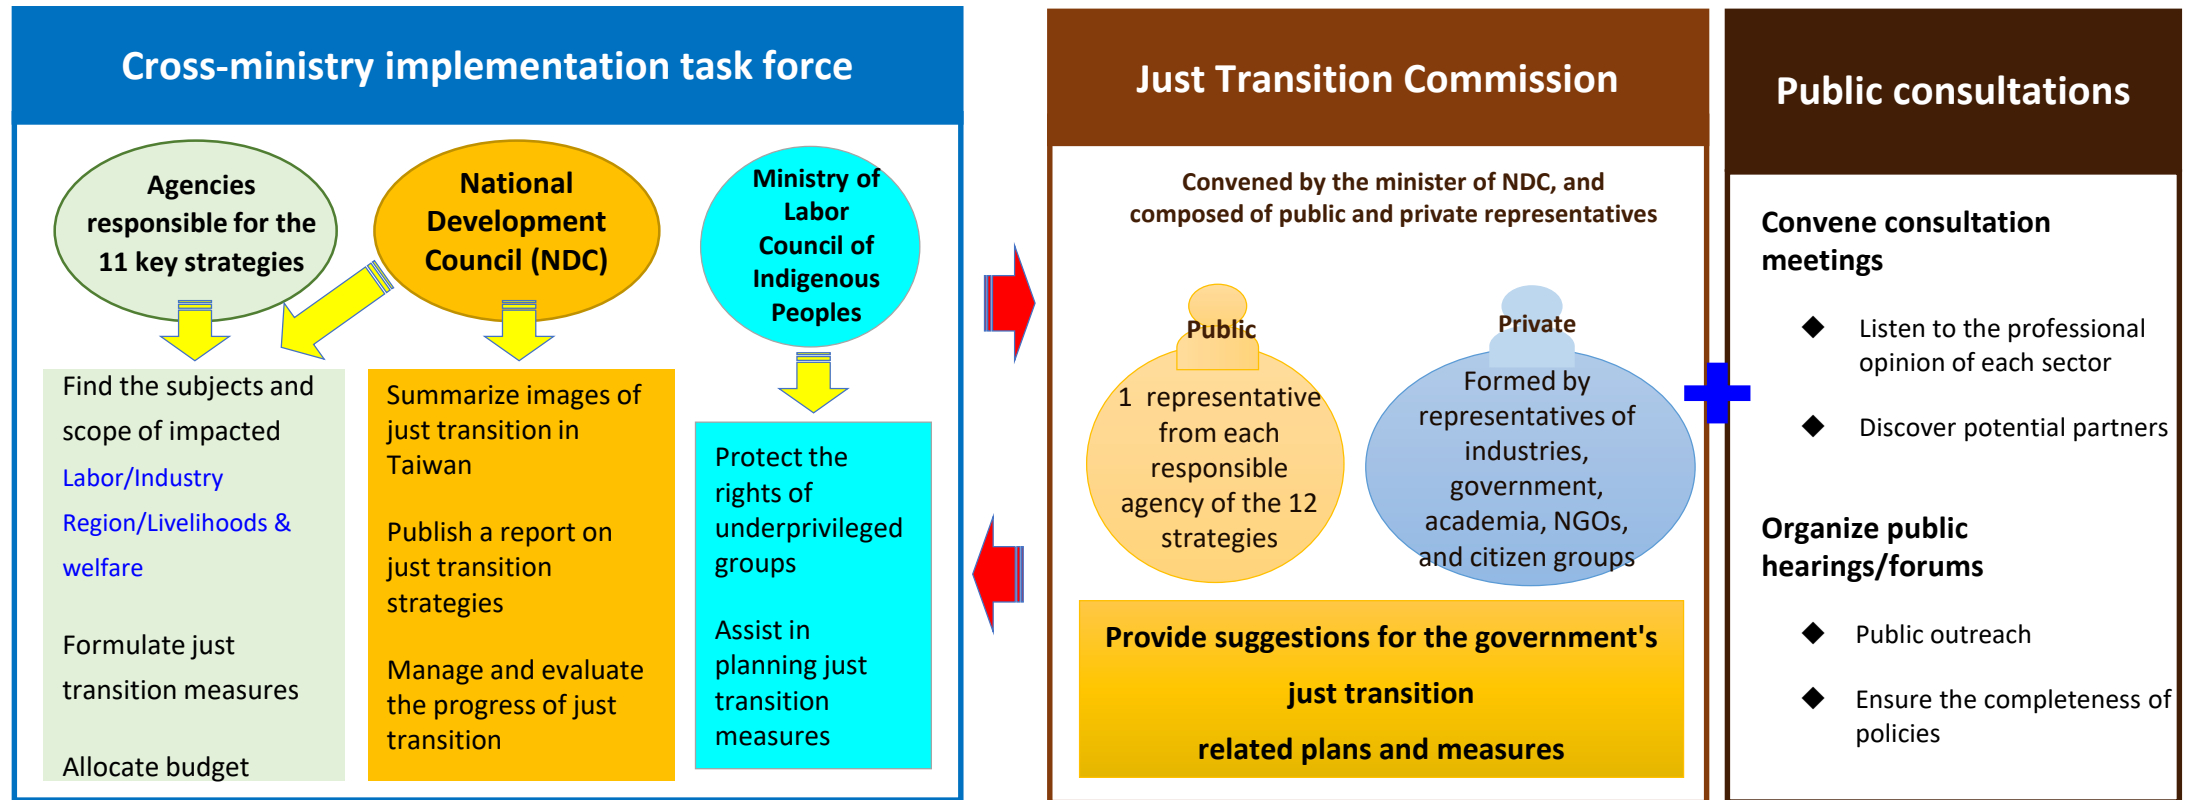 Cross-ministry implementation task force
Agencies
responsible for the
11 key strategies
National
Development
Council (NDC)
Ministry of
Labor
Council of
Indigenous
Peoples
Find the subjects and
scope of impacted
Labor/Industry
Region/Livelihoods &
welfare
Formulate just
transition measures
Allocate budget
Summarize images of
just transition in
Taiwan
Publish a report on
just transition
strategies
Manage and evaluate
the progress of just
transition
Protect the
rights of
underprivileged
groups
Assist in
planning just
transition
measures
Just Transition Commission
Convened by the minister of NDC, and
composed of public and private representatives
Public
1 representative
from each
responsible
agency of the 12
strategies
Private
Formed by
representatives of
industries,
government,
academia, NGOs,
and citizen groups
Provide suggestions for the government's
just transition
related plans and measures
Public consultations
Convene consultation
meetings
◆ Listen to the professional
opinion of each sector
◆ Discover potential partners
Organize public
hearings/forums
◆ Public outreach
◆ Ensure the completeness of
policies